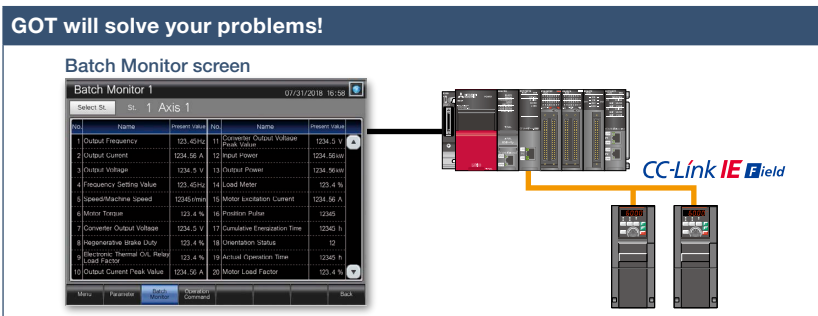 GOT will solve your problems!
Batch Monitor screen
Batch Monitor 1
07/31/2018 16:58
Select St. St. 1 Axis 1
No. Name Present Value No. Name Present Value
1 Output Frequency 123.45Hz 11 Converter Output Voltage Peak Value 1234.5 V
2 Output Current 1234.56 A 12 Input Power 1234.56kW
3 Output Voltage 1234.5 V 13 Output Power 1234.56kW
4 Frequency Setting Value 123.45Hz 14 Load Meter 123.4 %
5 Speed/Machine Speed 12345r/min 15 Motor Excitation Current 1234.56 A
6 Motor Torque 123.4 % 16 Position Pulse 12345
7 Converter Output Voltage 1234.5 V 17 Cumulative Energization Time 12345 h
8 Regenerative Brake Duty 123.4 % 18 Orientation Status 12
9 Electronic Thermal O/L Relay Load Factor 123.4 % 19 Actual Operation Time 12345 h
10 Output Current Peak Value 1234.56 A 20 Motor Load Factor 123.4 %
Menu Parameter Batch Monitor Operation Command Back
CC-Link IE Field